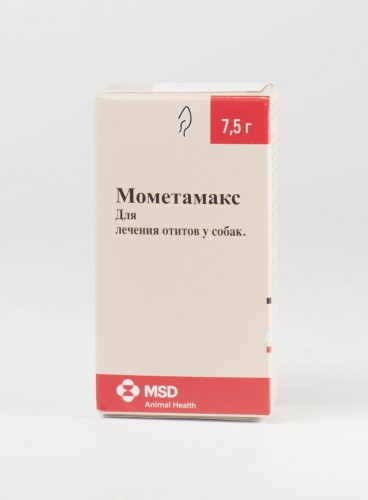 7,5 г
Мометамакс
Для
лечения отитов у собак.
MSD
Animal Health